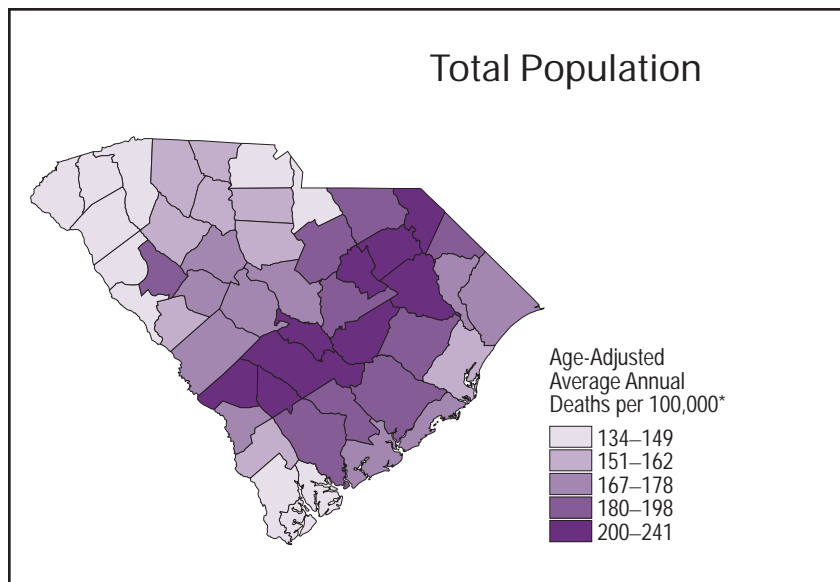 Total Population
Age-Adjusted
Average Annual
Deaths per 100,000*
134–149
151–162
167–178
180–198
200–241